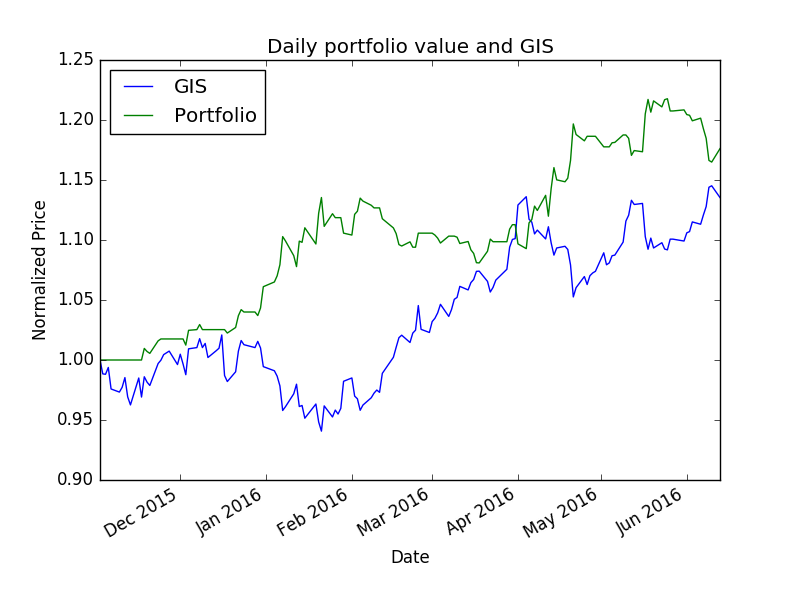 Daily portfolio value and GIS
1.25
1.20
1.15
1.10
1.05
1.00
0.95
0.90
GIS
Portfolio
Normalized Price
Dec 2015
Jan 2016
Feb 2016
Mar 2016
Apr 2016
May 2016
Jun 2016
Date